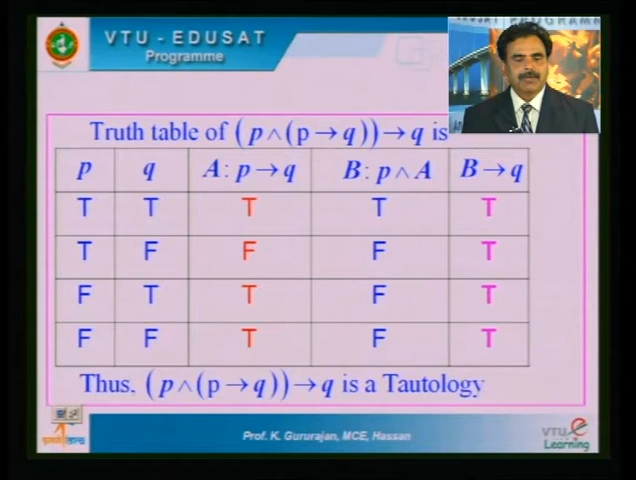 VTU - EDUSAT
Programme
Truth table of (p ∧ (p → q)) → q is
p q A: p → q B: p ∧ A B → q
T T T T T
T F F F T
F T T F T
F F T F T
Thus, (p ∧ (p → q)) → q is a Tautology
Prof. K. Gururajan, MCE, Hassan
VTU e
Learning